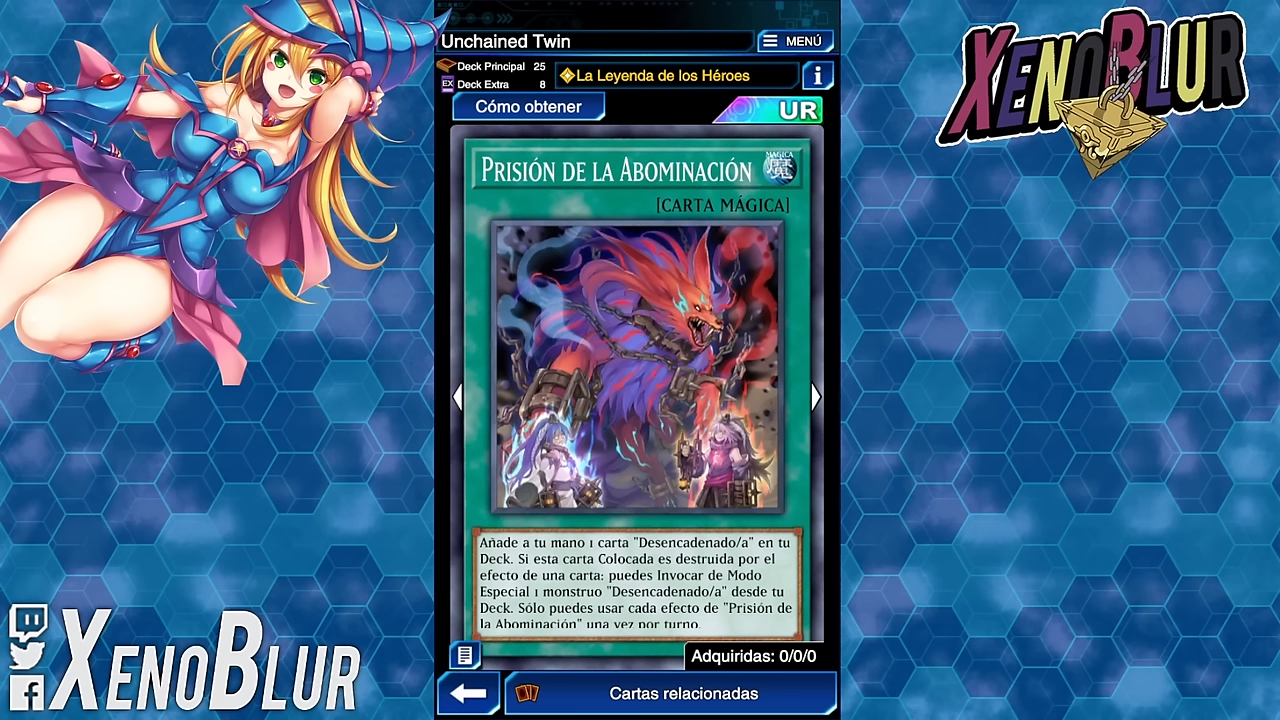 Unchained Twin
MENÚ
Deck Principal 25
EX Deck Extra 8
La Leyenda de los Héroes
i
Cómo obtener
UR
PRISIÓN DE LA ABOMINACIÓN
MÁGICA
魔
[CARTA MÁGICA]
Añade a tu mano 1 carta "Desencadenado/a" en tu
Deck. Si esta carta Colocada es destruida por el
efecto de una carta: puedes Invocar de Modo
Especial 1 monstruo "Desencadenado/a" desde tu
Deck. Sólo puedes usar cada efecto de "Prisión de
la Abominación" una vez por turno.
Adquiridas: 0/0/0
Cartas relacionadas
XENOBLUR
XENOBLUR